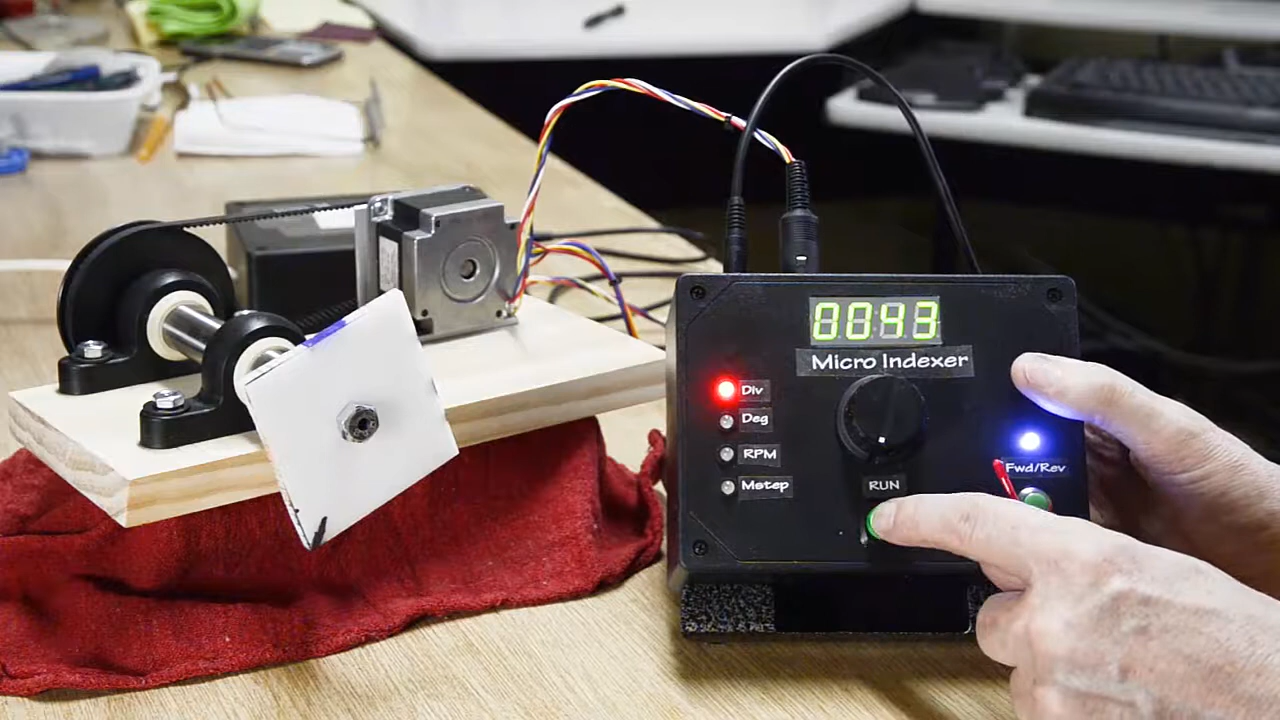 0043
Micro Indexer
Div
Deg
RPM
Mstep
RUN
Fwd/Rev